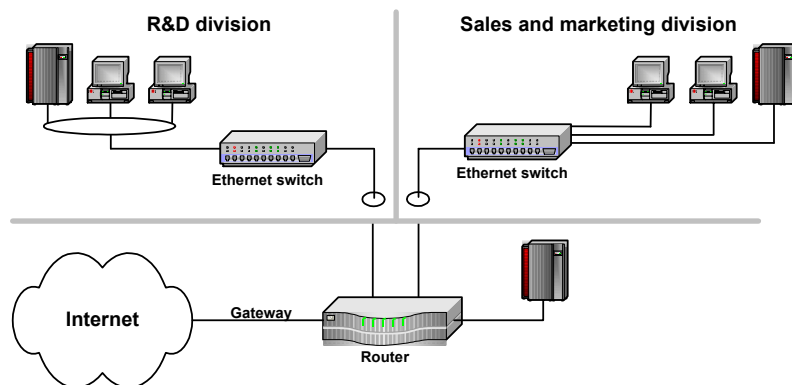 R&D division
Sales and marketing division
Ethernet switch
Ethernet switch
Internet
Gateway
Router